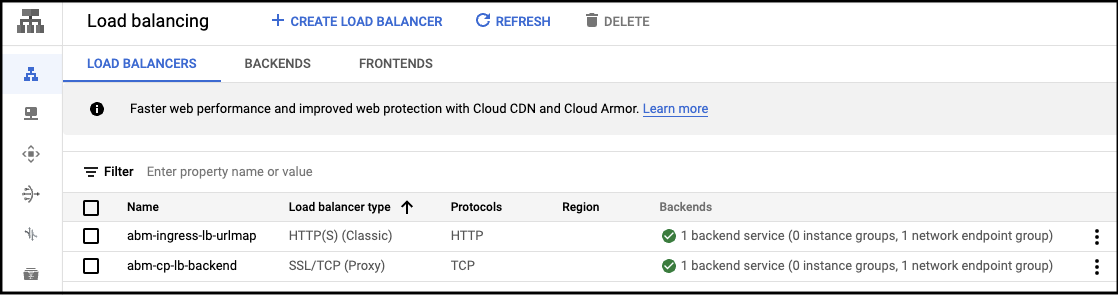 Load balancing CREATE LOAD BALANCER REFRESH DELETE
LOAD BALANCERS BACKENDS FRONTENDS
Faster web performance and improved web protection with Cloud CDN and Cloud Armor. Learn more
Filter Enter property name or value
Name Load balancer type Protocols Region Backends
abm-ingress-lb-urlmap HTTP(S) (Classic) HTTP 1 backend service (0 instance groups, 1 network endpoint group)
abm-cp-lb-backend SSL/TCP (Proxy) TCP 1 backend service (0 instance groups, 1 network endpoint group)